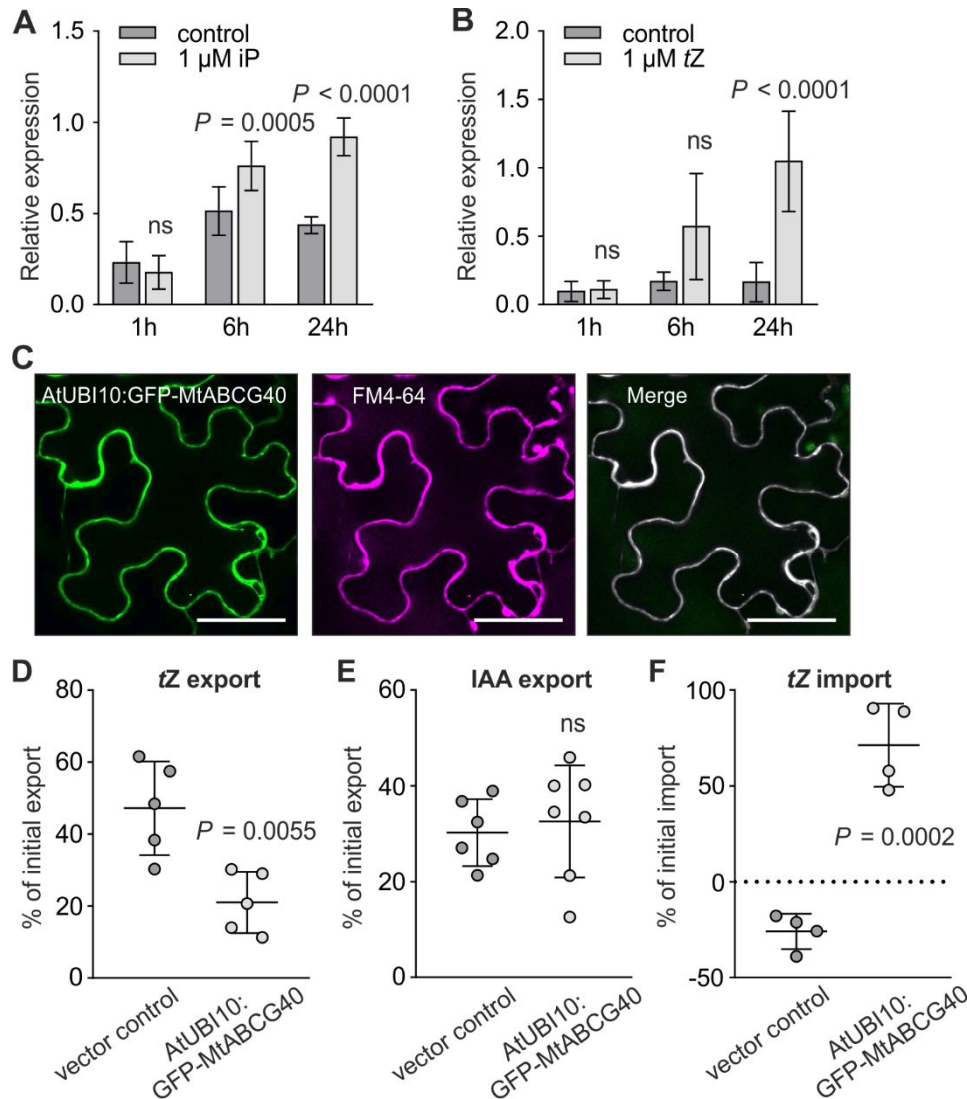 A
1.5
1.0
0.5
0.0
Relative expression
control
1 µM iP
P < 0.0001
P = 0.0005
ns
1h
6h
24h
B
2.0
1.5
1.0
0.5
0.0
Relative expression
control
1 µM tZ
P < 0.0001
ns
ns
1h
6h
24h
C
AtUBI10:GFP-MtABCG40
FM4-64
Merge
D
tZ export
80
60
40
20
0
% of initial export
P = 0.0055
vector control
AtUBI10:
GFP-MtABCG40
E
IAA export
60
40
20
0
% of initial export
ns
vector control
AtUBI10:
GFP-MtABCG40
F
tZ import
100
50
0
-50
% of initial import
P = 0.0002
vector control
AtUBI10:
GFP-MtABCG40